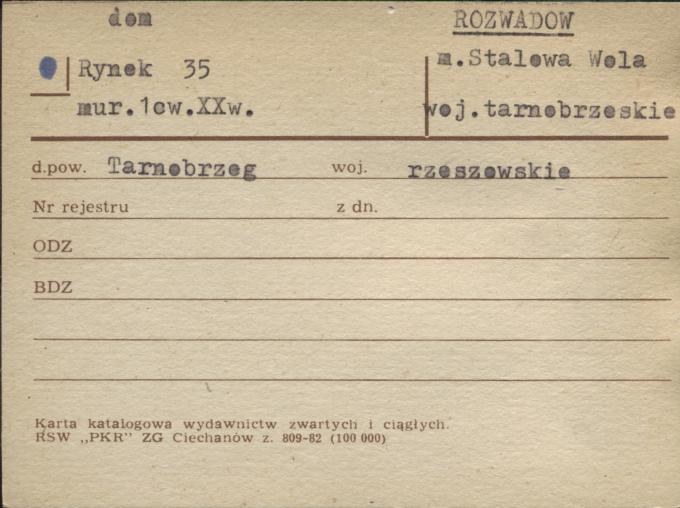 dom
ROZWADOW
m.Stalowa Wola
Rynek 35
mur.1cw.XXw.
woj.tarnobrzeskie
d.pow. Tarnobrzeg woj. rzeszowskie
Nr rejestru z dn.
ODZ
BDZ
Karta katalogowa wydawnictw zwartych i ciągłych.
RSW „PKR” ZG Ciechanów z. 809-82 (100 000)